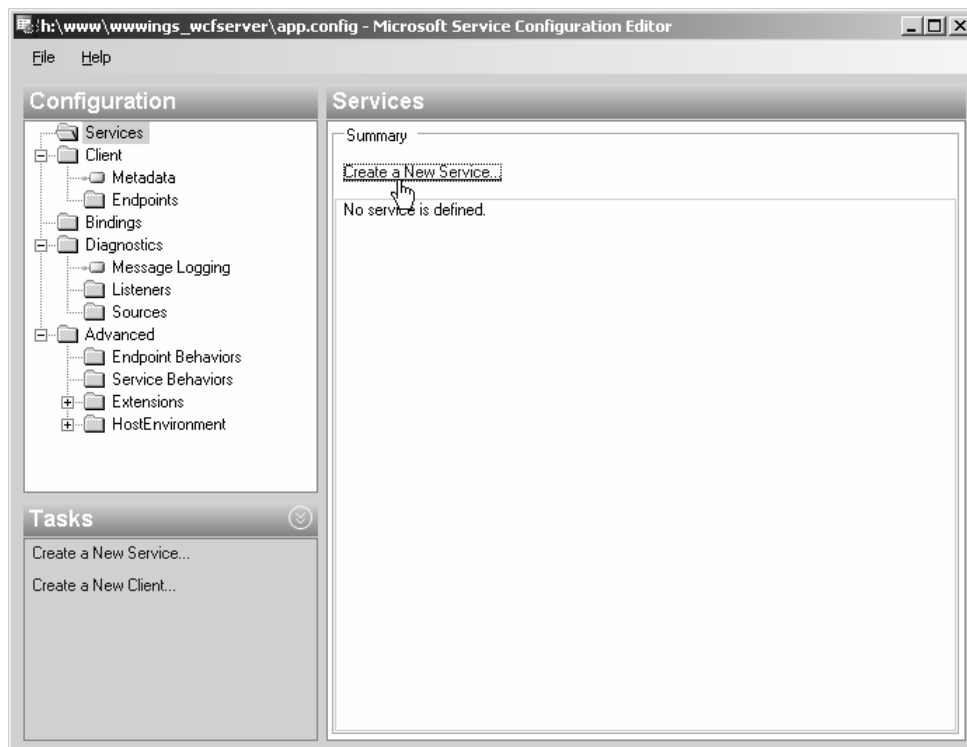 h:\www\wwwings_wcfserver\app.config - Microsoft Service Configuration Editor
File Help
Configuration
Services
Client
Metadata
Endpoints
Bindings
Diagnostics
Message Logging
Listeners
Sources
Advanced
Endpoint Behaviors
Service Behaviors
Extensions
HostEnvironment
Tasks
Create a New Service...
Create a New Client...
Services
Summary
Create a New Service...
No service is defined.